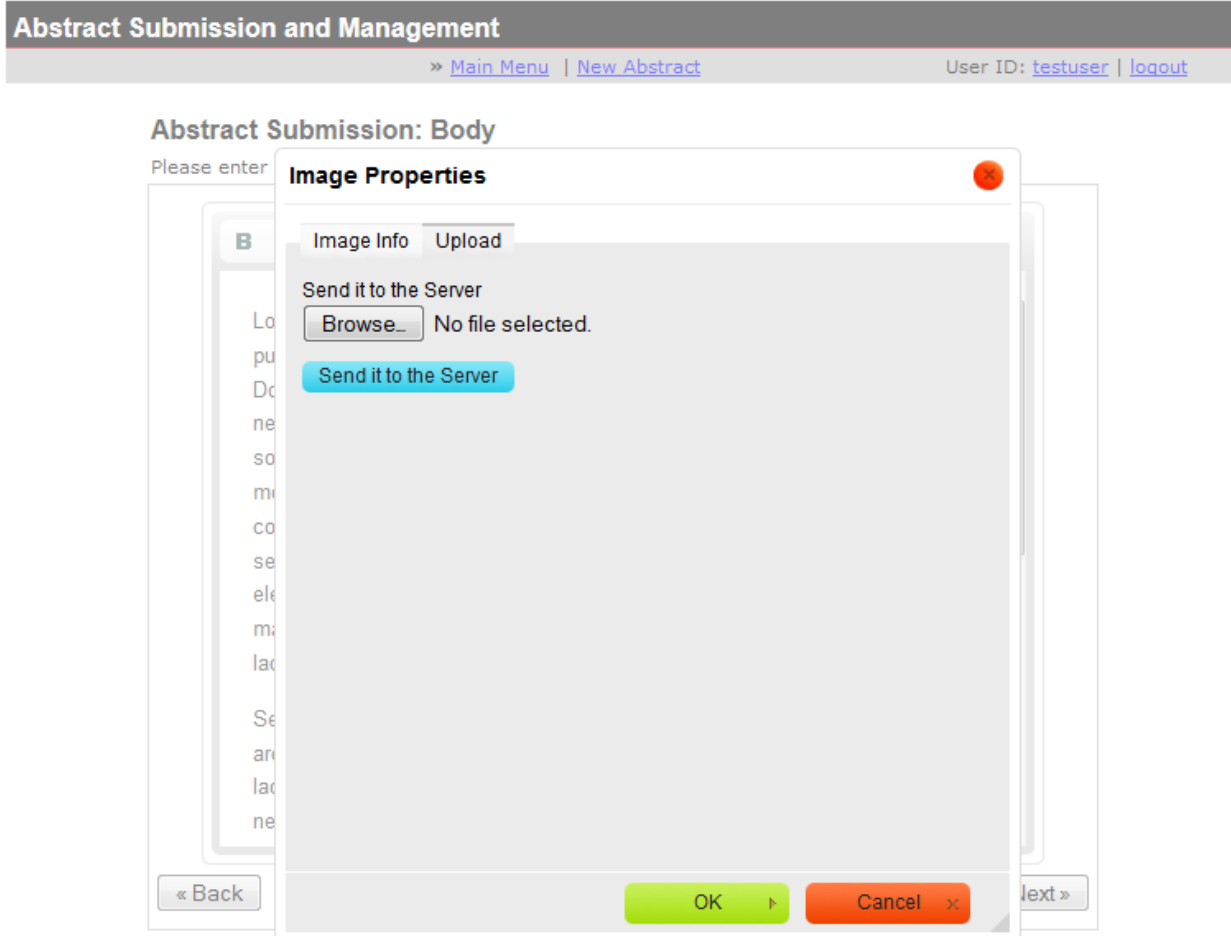 Abstract Submission and Management
» Main Menu | New Abstract User ID: testuser | logout
Abstract Submission: Body
Please enter
Image Properties
B
Image Info Upload
Send it to the Server
Browse_ No file selected.
Send it to the Server
« Back
OK
Cancel